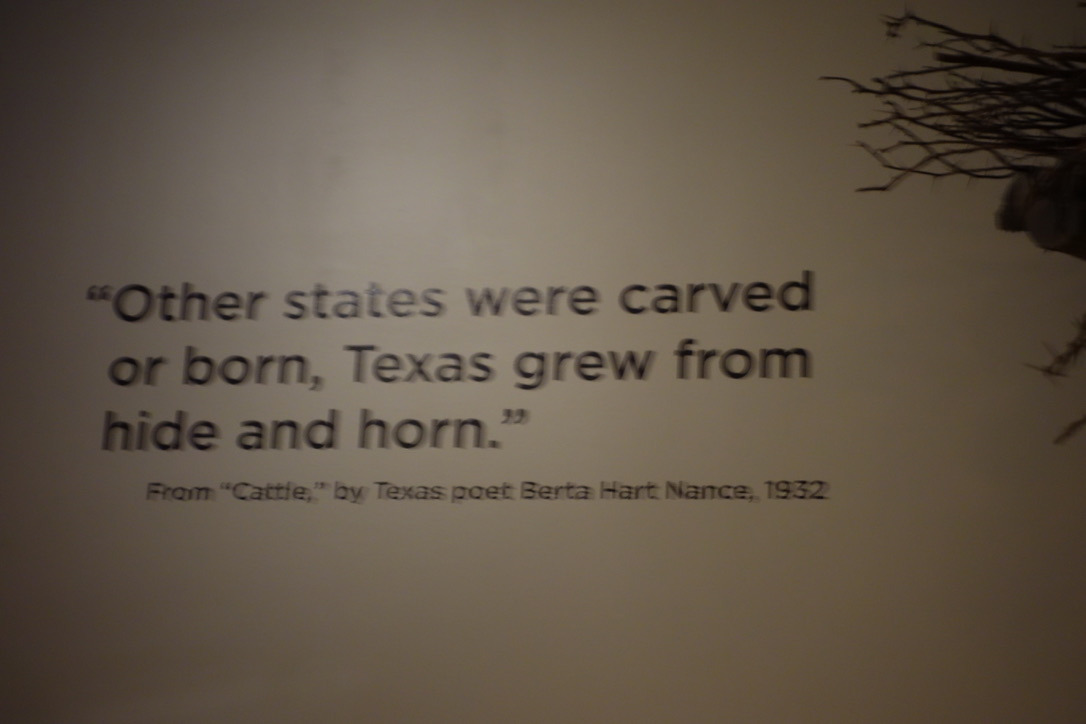 “Other states were carved
or born, Texas grew from
hide and horn.”
From “Cattle,” by Texas poet Berta Hart Nance, 1932